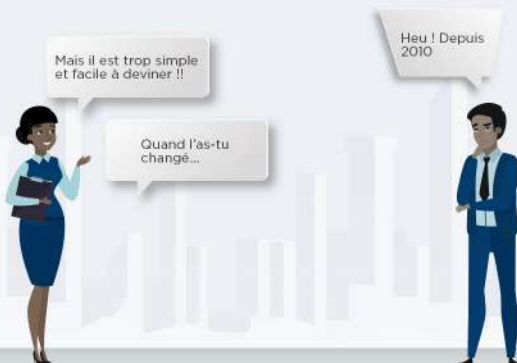 Mais il est trop simple
et facile à deviner !!
Quand l'as-tu
changé...
Heu ! Depuis
2010